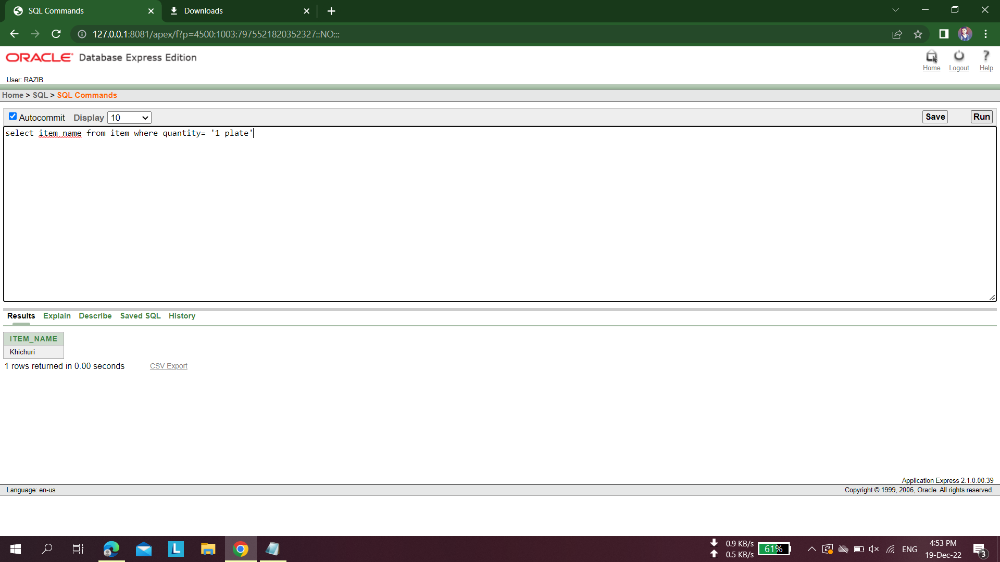 SQL Commands
Downloads
127.0.0.1:8081/apex/f?p=4500:1003:7975521820352327::NO:::
ORACLE Database Express Edition
Home Logout Help
User: RAZIB
Home > SQL > SQL Commands
Autocommit Display 10 Save Run
select item_name from item where quantity= '1 plate'
Results Explain Describe Saved SQL History
ITEM_NAME
Khichuri
1 rows returned in 0.00 seconds CSV Export
Application Express 2.1.0.00.39
Language: en-us Copyright © 1999, 2006, Oracle. All rights reserved.
L
0.9 KB/s
0.5 KB/s
61%
ENG
4:53 PM
19-Dec-22
3